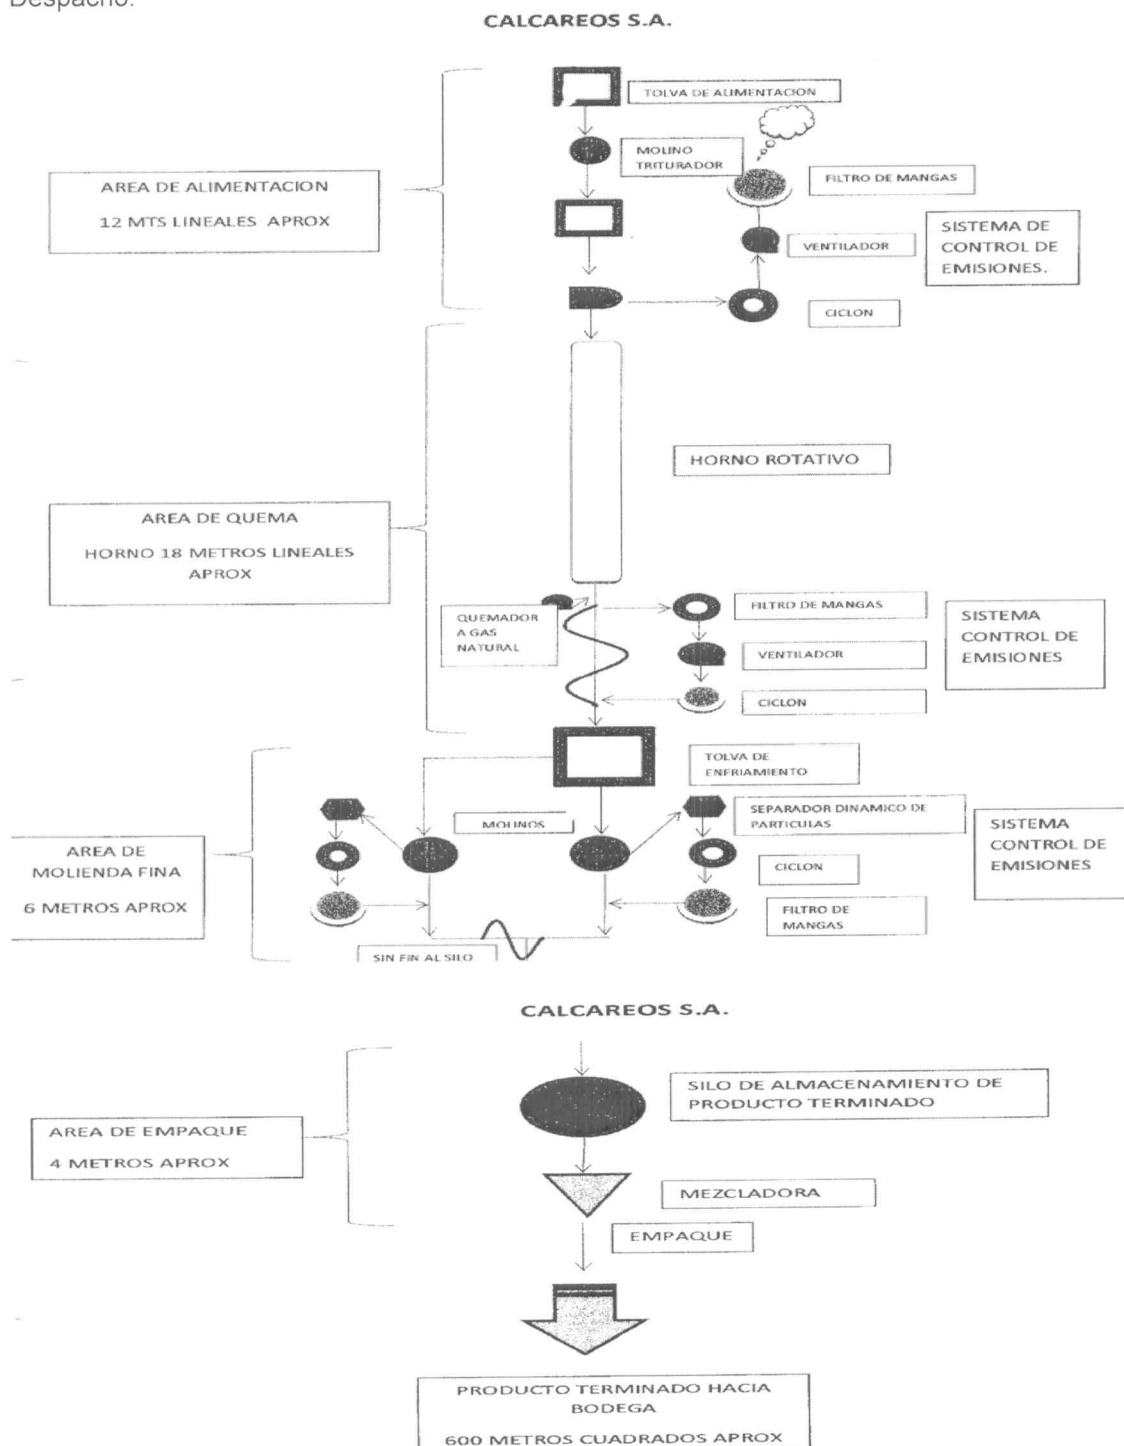 Despacho.
CALCAREOS S.A.
TOLVA DE ALIMENTACION
MOLINO
TRITURADOR
FILTRO DE MANGAS
AREA DE ALIMENTACION
12 MTS LINEALES APROX
VENTILADOR
SISTEMA DE
CONTROL DE
EMISIONES.
CICLON
HORNO ROTATIVO
AREA DE QUEMA
HORNO 18 METROS LINEALES
APROX
QUEMADOR
A GAS
NATURAL
FILTRO DE MANGAS
VENTILADOR
CICLON
SISTEMA
CONTROL DE
EMISIONES
TOLVA DE
ENFRIAMIENTO
MOLINOS
SEPARADOR DINAMICO DE
PARTICULAS
SISTEMA
CONTROL DE
EMISIONES
AREA DE
MOLIENDA FINA
6 METROS APROX
CICLON
FILTRO DE
MANGAS
SIN FIN AL SILO
CALCAREOS S.A.
SILO DE ALMACENAMIENTO DE
PRODUCTO TERMINADO
AREA DE EMPAQUE
4 METROS APROX
MEZCLADORA
EMPAQUE
PRODUCTO TERMINADO HACIA
BODEGA
600 METROS CUADRADOS APROX